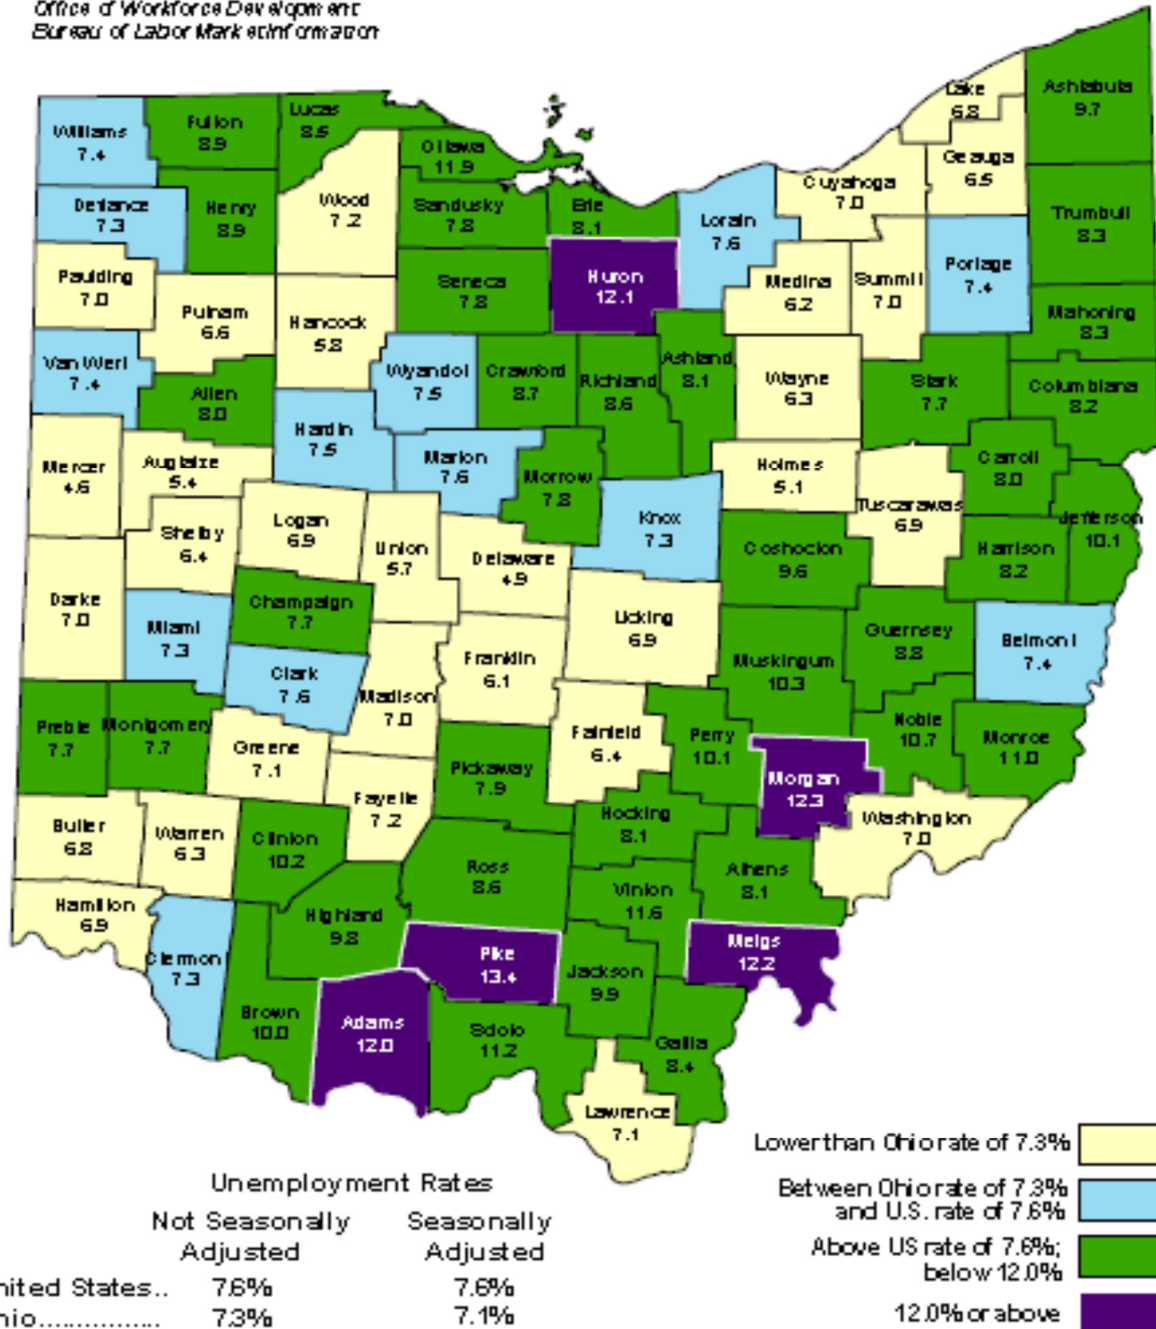 Office of Workforce Development
Bureau of Labor Market Information
Lake
6.8
Ashtabula
9.7
Williams
7.4
Fulton
8.9
Lucas
8.5
Ottawa
11.9
Geauga
6.5
Cuyahoga
7.0
Defiance
7.3
Henry
8.9
Wood
7.2
Sandusky
7.8
Erie
8.1
Lorain
7.6
Trumbull
8.3
Paulding
7.0
Putnam
6.6
Hancock
5.8
Seneca
7.8
Huron
12.1
Medina
6.2
Summit
7.0
Portage
7.4
Mahoning
8.3
Van Wert
7.4
Allen
8.0
Wyandot
7.5
Crawford
8.7
Richland
8.6
Ashland
8.1
Wayne
6.3
Stark
7.7
Columbiana
8.2
Mercer
4.6
Auglaize
5.4
Hardin
7.5
Marion
7.6
Morrow
7.8
Holmes
5.1
Carroll
8.0
Tuscarawas
6.9
Jefferson
10.1
Shelby
6.4
Logan
6.9
Union
5.7
Delaware
4.9
Knox
7.3
Coshocton
9.6
Harrison
8.2
Darke
7.0
Miami
7.3
Champaign
7.7
Licking
6.9
Guernsey
8.8
Belmont
7.4
Clark
7.6
Madison
7.0
Franklin
6.1
Muskingum
10.3
Preble
7.7
Montgomery
7.7
Greene
7.1
Fairfield
6.4
Perry
10.1
Noble
10.7
Monroe
11.0
Pickaway
7.9
Morgan
12.3
Fayette
7.2
Hocking
8.1
Washington
7.0
Butler
6.8
Warren
6.3
Clinton
10.2
Ross
8.6
Vinton
11.6
Athens
8.1
Hamilton
6.9
Highland
9.8
Clermont
7.3
Pike
13.4
Meigs
12.2
Jackson
9.9
Brown
10.0
Adams
12.0
Scioto
11.2
Gallia
8.4
Lawrence
7.1
Lower than Ohio rate of 7.3%
Between Ohio rate of 7.3%
and U.S. rate of 7.6%
Above US rate of 7.6%;
below 12.0%
12.0% or above
Unemployment Rates
Not Seasonally Seasonally
Adjusted Adjusted
nited States.. 7.6% 7.6%
hio................ 7.3% 7.1%